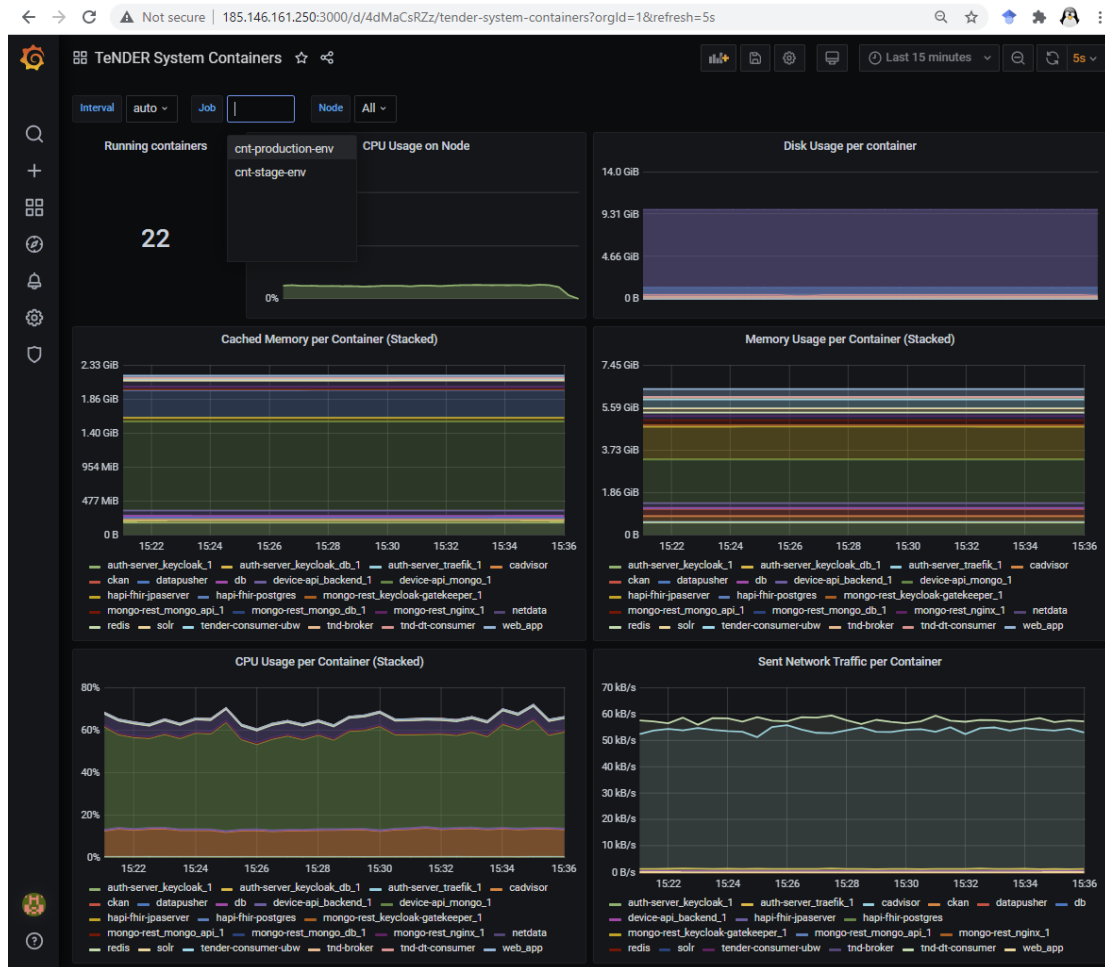 Not secure | 185.146.161.250:3000/d/4dMaCsRZz/tender-system-containers?orgId=1&refresh=5s
TeNDER System Containers
Last 15 minutes
5s
Interval auto Job Node All
cnt-production-env
cnt-stage-env
Running containers
22
CPU Usage on Node
0%
Disk Usage per container
14.0 GiB
9.31 GiB
4.66 GiB
0 B
Cached Memory per Container (Stacked)
2.33 GiB
1.86 GiB
1.40 GiB
954 MiB
477 MiB
0 B
15:22 15:24 15:26 15:28 15:30 15:32 15:34 15:36
auth-server_keycloak_1 auth-server_keycloak_db_1 auth-server_traefik_1 cadvisor
ckan datapusher db device-api_backend_1 device-api_mongo_1
hapi-fhir-jpaserver hapi-fhir-postgres mongo-rest_keycloak-gatekeeper_1
mongo-rest_mongo_api_1 mongo-rest_mongo_db_1 mongo-rest_nginx_1 netdata
redis solr tender-consumer-ubw tnd-broker tnd-dt-consumer web_app
Memory Usage per Container (Stacked)
7.45 GiB
5.59 GiB
3.73 GiB
1.86 GiB
0 B
15:22 15:24 15:26 15:28 15:30 15:32 15:34 15:36
auth-server_keycloak_1 auth-server_keycloak_db_1 auth-server_traefik_1 cadvisor
ckan datapusher db device-api_backend_1 device-api_mongo_1
hapi-fhir-jpaserver hapi-fhir-postgres mongo-rest_keycloak-gatekeeper_1
mongo-rest_mongo_api_1 mongo-rest_mongo_db_1 mongo-rest_nginx_1 netdata
redis solr tender-consumer-ubw tnd-broker tnd-dt-consumer web_app
CPU Usage per Container (Stacked)
80%
60%
40%
20%
0%
15:22 15:24 15:26 15:28 15:30 15:32 15:34 15:36
auth-server_keycloak_1 auth-server_keycloak_db_1 auth-server_traefik_1 cadvisor
ckan datapusher db device-api_backend_1 device-api_mongo_1
hapi-fhir-jpaserver hapi-fhir-postgres mongo-rest_keycloak-gatekeeper_1
mongo-rest_mongo_api_1 mongo-rest_mongo_db_1 mongo-rest_nginx_1 netdata
redis solr tender-consumer-ubw tnd-broker tnd-dt-consumer web_app
Sent Network Traffic per Container
70 kB/s
60 kB/s
50 kB/s
40 kB/s
30 kB/s
20 kB/s
10 kB/s
0 B/s
15:22 15:24 15:26 15:28 15:30 15:32 15:34 15:36
auth-server_keycloak_1 auth-server_traefik_1 cadvisor ckan datapusher db
device-api_backend_1 hapi-fhir-jpaserver hapi-fhir-postgres
mongo-rest_keycloak-gatekeeper_1 mongo-rest_mongo_api_1 mongo-rest_nginx_1
redis solr tender-consumer-ubw tnd-broker tnd-dt-consumer web_app